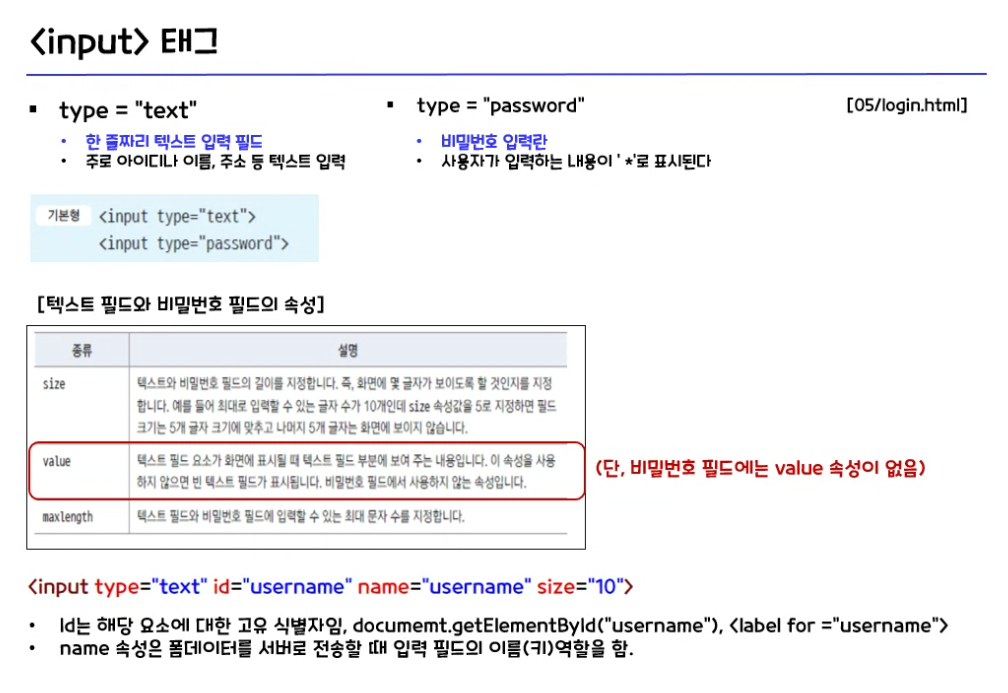 <input> 태그
▪ type = "text"
• 한 줄짜리 텍스트 입력 필드
• 주로 아이디나 이름, 주소 등 텍스트 입력
▪ type = "password"
• 비밀번호 입력란
• 사용자가 입력하는 내용이 ' *'로 표시된다
[05/login.html]
기본형 <input type="text">
<input type="password">
[텍스트 필드와 비밀번호 필드의 속성]
종류 설명
size 텍스트와 비밀번호 필드의 길이를 지정합니다. 즉, 화면에 몇 글자가 보이도록 할 것인지를 지정
합니다. 예를 들어 최대로 입력할 수 있는 글자 수가 10개인데 size 속성값을 5로 지정하면 필드
크기는 5개 글자 크기에 맞추고 나머지 5개 글자는 화면에 보이지 않습니다.
value 텍스트 필드 요소가 화면에 표시될 때 텍스트 필드 부분에 보여 주는 내용입니다. 이 속성을 사용
하지 않으면 빈 텍스트 필드가 표시됩니다. 비밀번호 필드에서 사용하지 않는 속성입니다.
(단, 비밀번호 필드에는 value 속성이 없음)
maxlength 텍스트 필드와 비밀번호 필드에 입력할 수 있는 최대 문자 수를 지정합니다.
<input type="text" id="username" name="username" size="10">
• Id는 해당 요소에 대한 고유 식별자임, documemt.getElementById("username"), <label for ="username">
• name 속성은 폼데이터를 서버로 전송할 때 입력 필드의 이름(키)역할을 함.